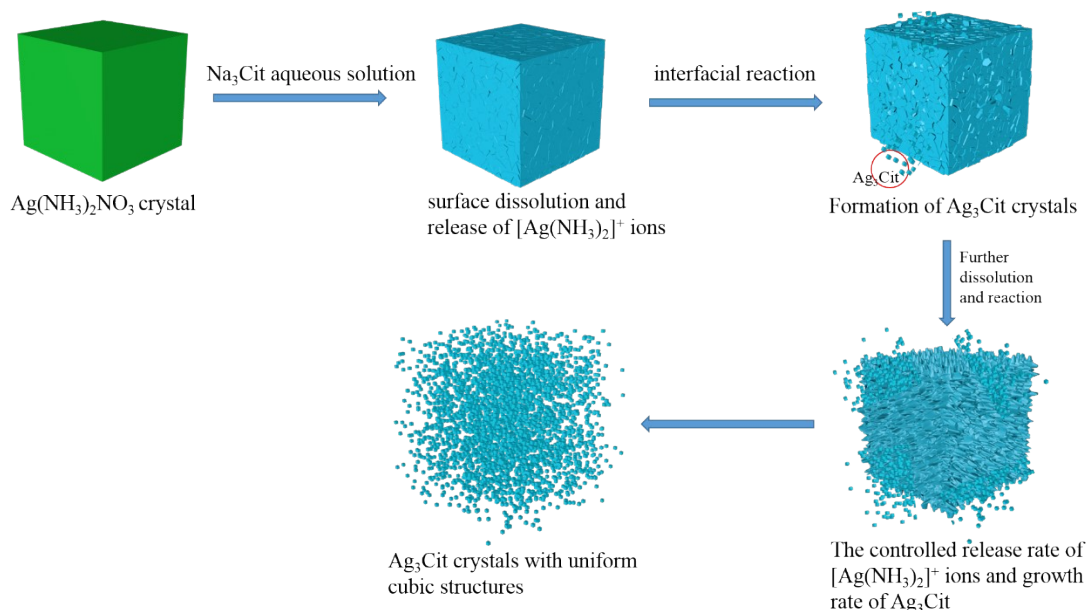 Ag(NH₃)₂NO₃ crystal
Na₃Cit aqueous solution
surface dissolution and
release of [Ag(NH₃)₂]⁺ ions
interfacial reaction
Ag₃Cit
Formation of Ag₃Cit crystals
Further
dissolution
and reaction
The controlled release rate of
[Ag(NH₃)₂]⁺ ions and growth
rate of Ag₃Cit
Ag₃Cit crystals with uniform
cubic structures